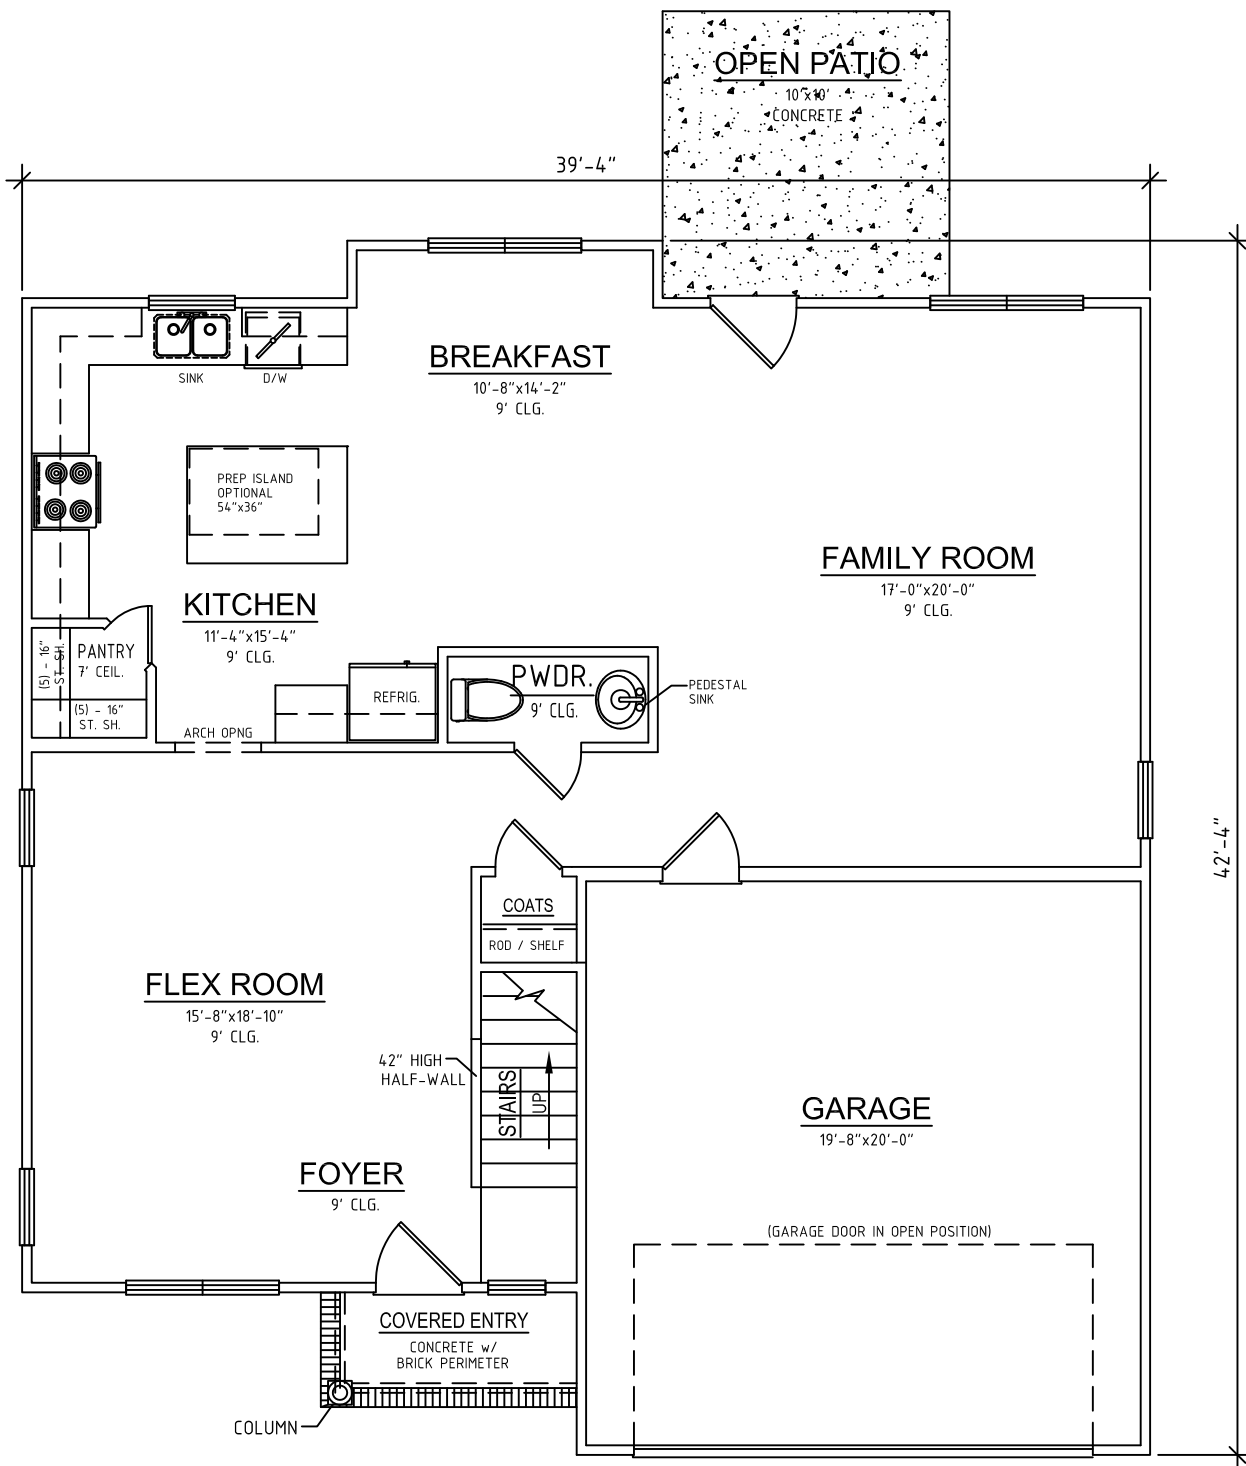 OPEN PATIO
10'x10'
CONCRETE
39'-4"
BREAKFAST
10'-8"x14'-2"
9' CLG.
SINK
D/W
PREP ISLAND
OPTIONAL
54"x36"
FAMILY ROOM
17'-0"x20'-0"
9' CLG.
KITCHEN
11'-4"x15'-4"
9' CLG.
(5) - 16"
ST. SH.
PANTRY
7' CEIL.
(5) - 16"
ST. SH.
ARCH OPNG
REFRIG.
PWDR.
9' CLG.
PEDESTAL
SINK
42'-4"
COATS
ROD / SHELF
FLEX ROOM
15'-8"x18'-10"
9' CLG.
42" HIGH
HALF-WALL
STAIRS
UP
GARAGE
19'-8"x20'-0"
FOYER
9' CLG.
(GARAGE DOOR IN OPEN POSITION)
COVERED ENTRY
CONCRETE w/
BRICK PERIMETER
COLUMN